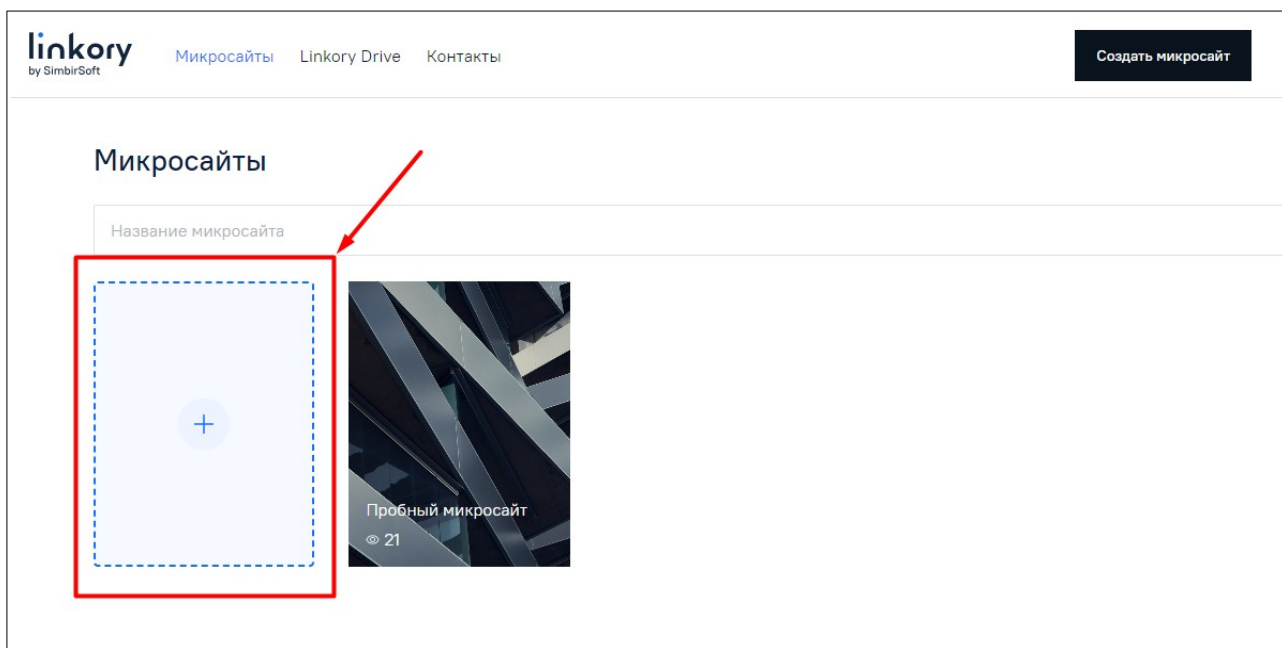 linkory
by SimbirSoft
Микросайты
Linkory Drive
Контакты
Создать микросайт
Микросайты
Название микросайта
Пробный микросайт
21